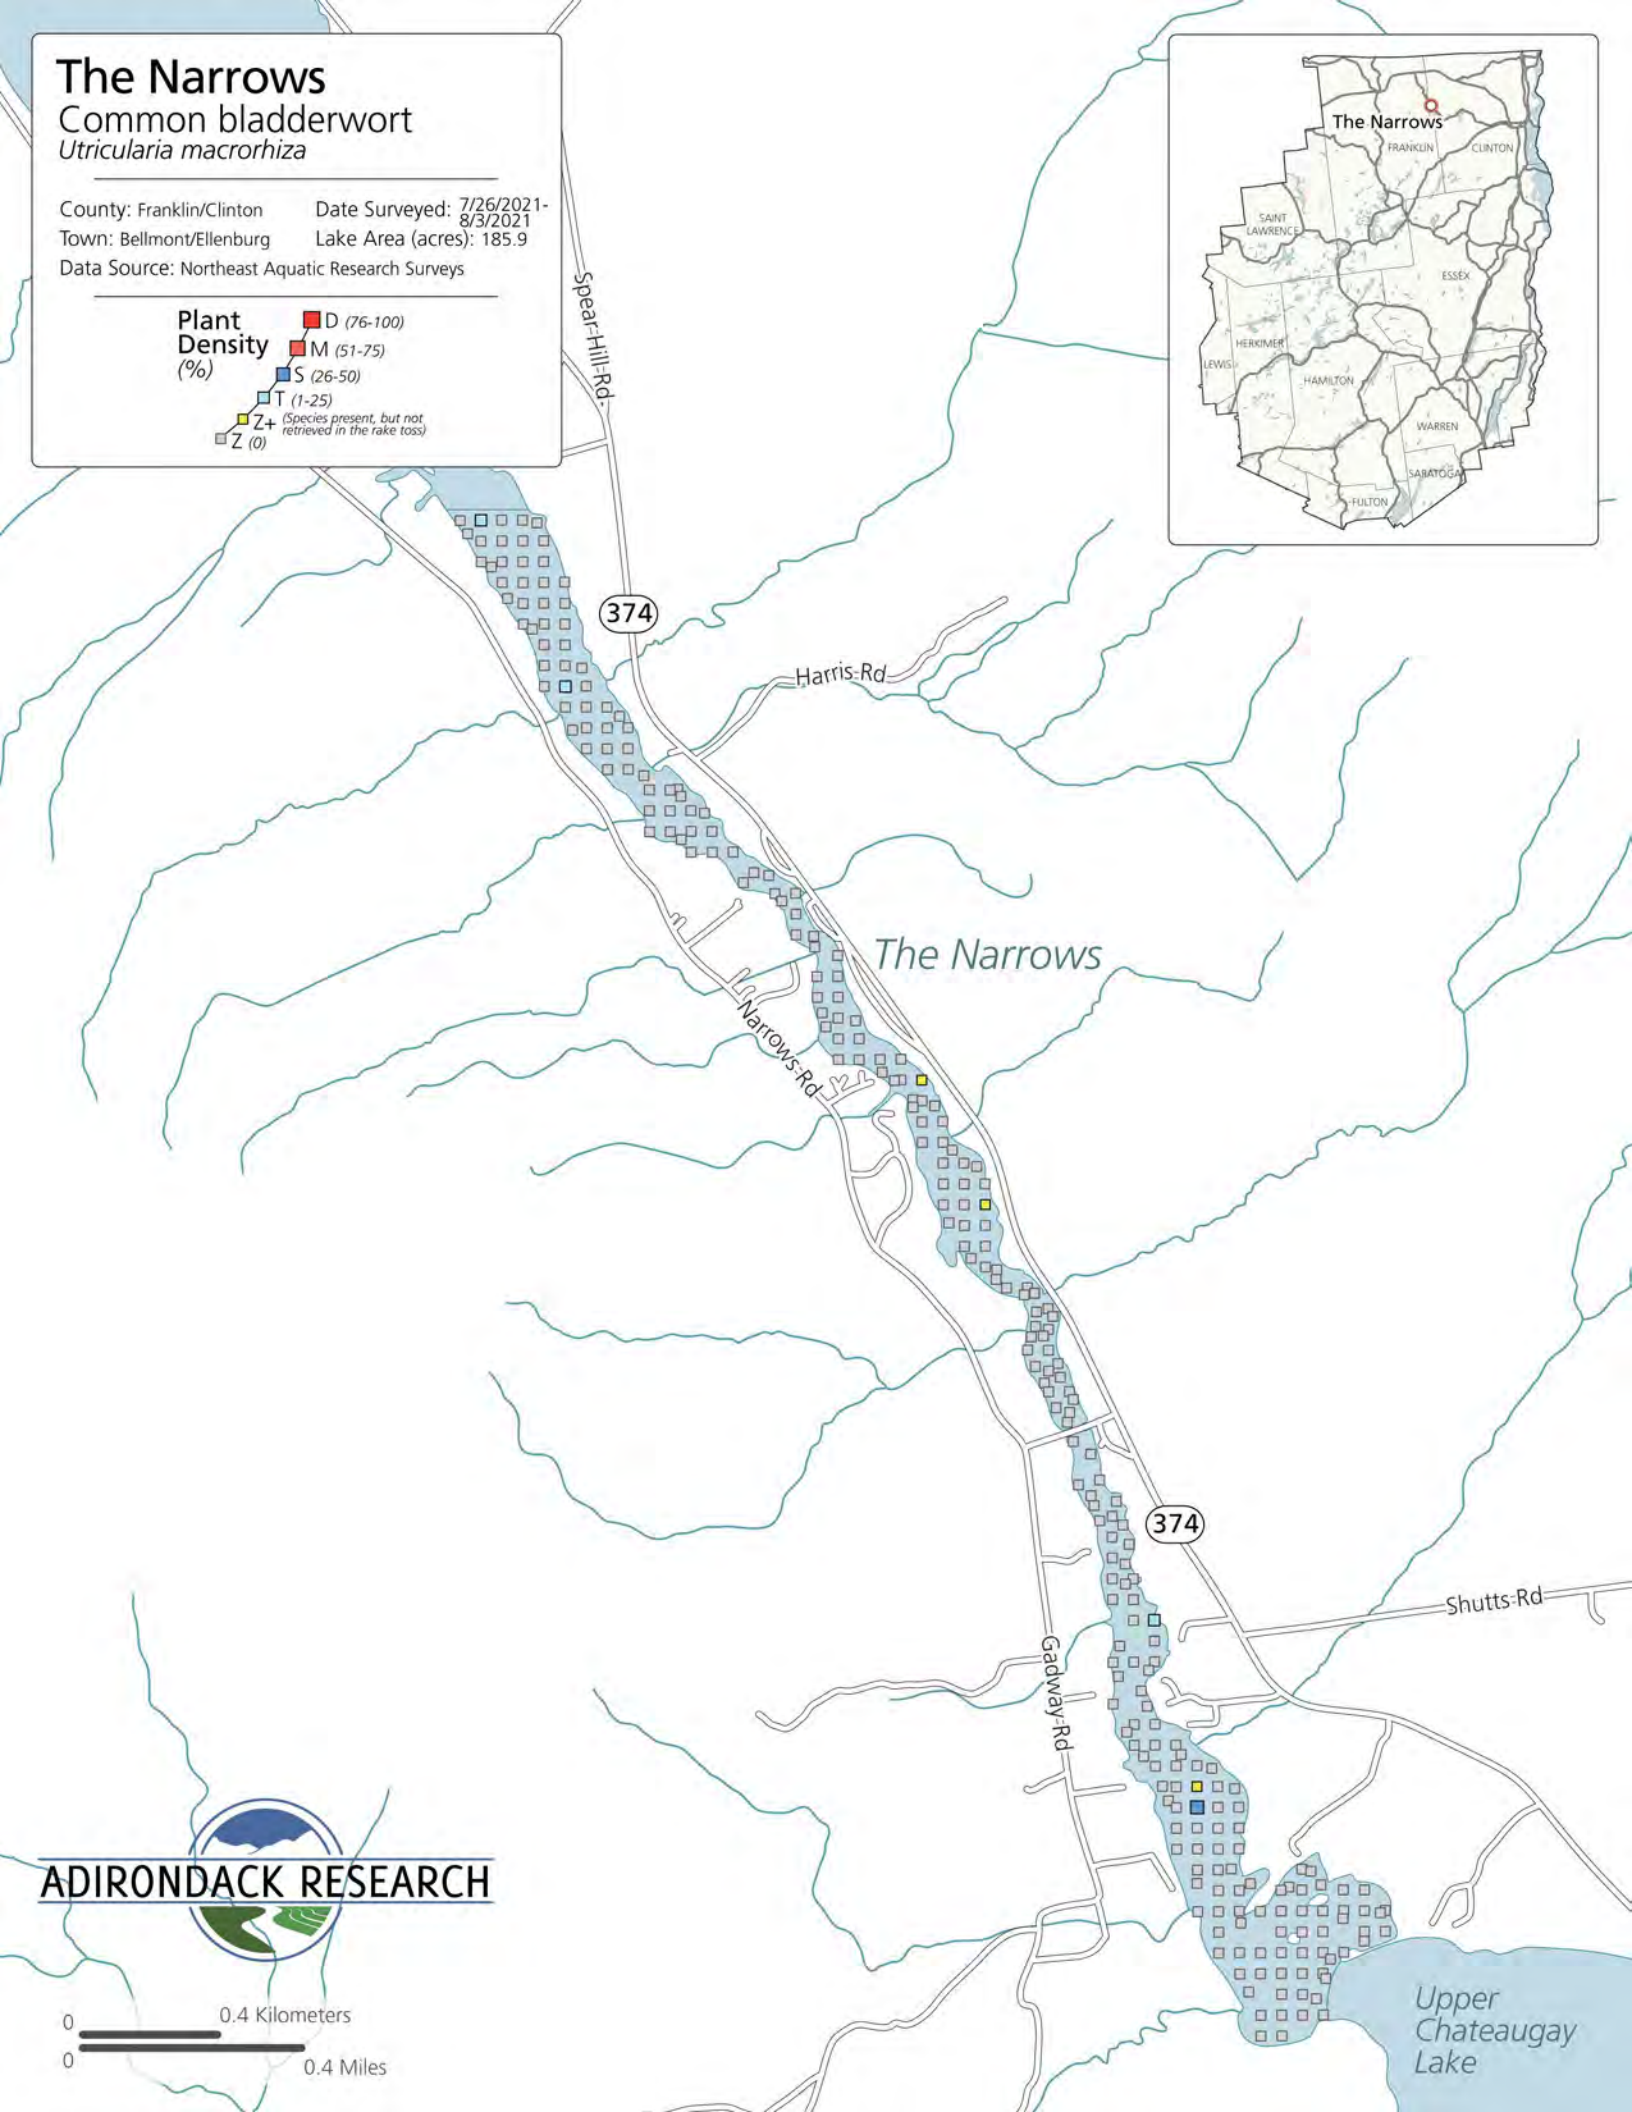 The Narrows
Common bladderwort
Utricularia macrorhiza
County: Franklin/Clinton
Date Surveyed: 7/26/2021-
8/3/2021
Town: Bellmont/Ellenburg
Lake Area (acres): 185.9
Data Source: Northeast Aquatic Research Surveys
Plant
Density
(%)
D (76-100)
M (51-75)
S (26-50)
T (1-25)
Z+ (Species present, but not
retrieved in the rake toss)
Z (0)
The Narrows
FRANKLIN
CLINTON
SAINT
LAWRENCE
ESSEX
HERKIMER
LEWIS
HAMILTON
WARREN
SARATOGA
FULTON
Spear-Hill-Rd
374
Harris-Rd
The Narrows
Narrows-Rd
374
Shutts-Rd
Gadway-Rd
ADIRONDACK RESEARCH
0
0.4 Kilometers
0
0.4 Miles
Upper
Chateaugay
Lake